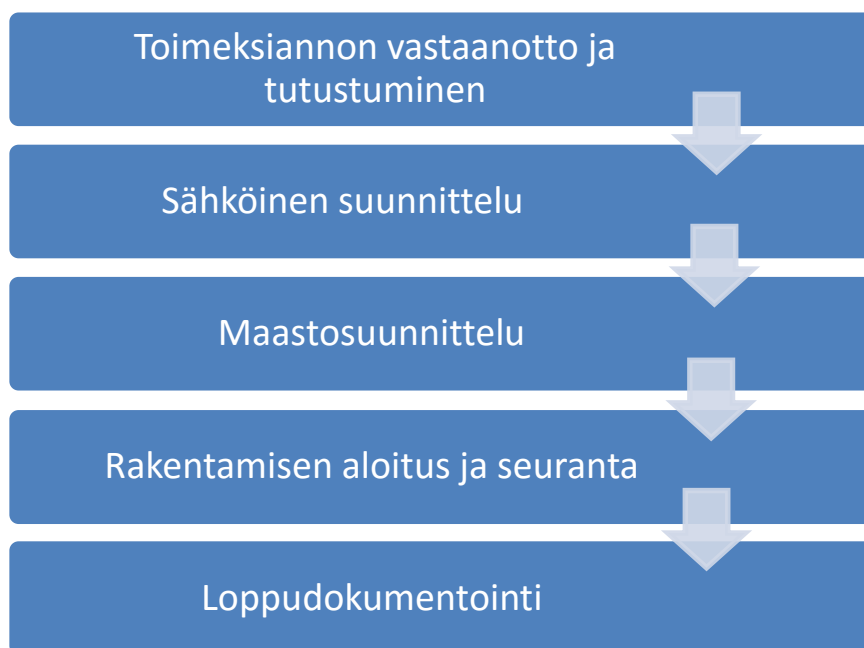 Toimeksiannon vastaanotto ja
tutustuminen
Sähköinen suunnittelu
Maastosuunnittelu
Rakentamisen aloitus ja seuranta
Loppudokumentointi